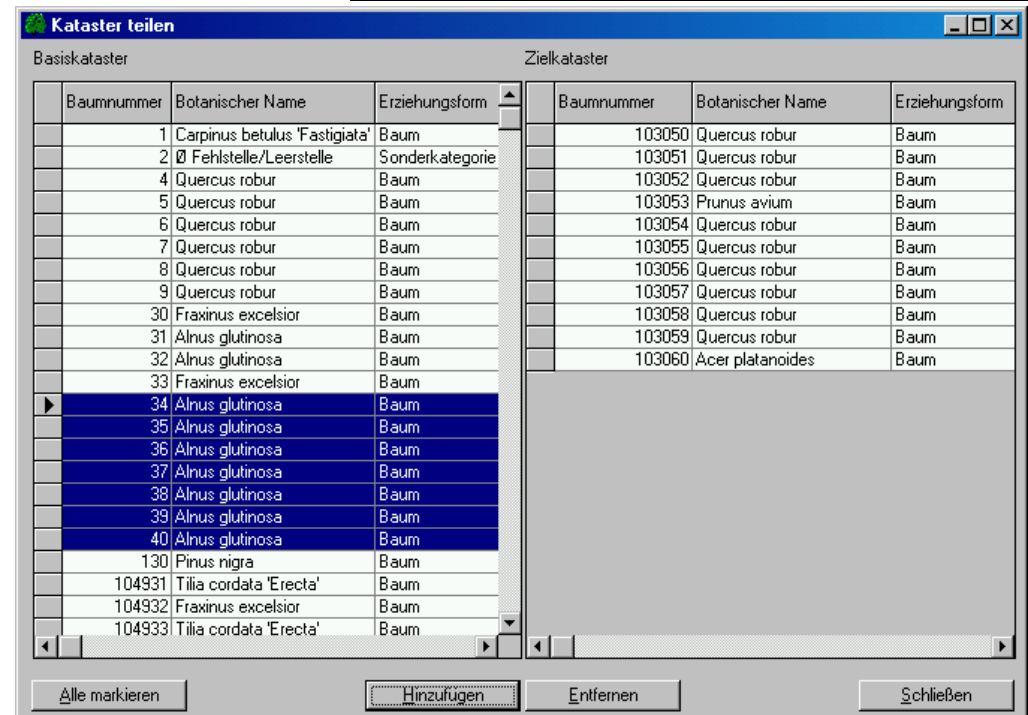 Kataster teilen
Basiskataster Zielkataster
Baumnummer Botanischer Name Erziehungsform
1 Carpinus betulus 'Fastigiata' Baum
2 Ø Fehlstelle/Leerstelle Sonderkategorie
4 Quercus robur Baum
5 Quercus robur Baum
6 Quercus robur Baum
7 Quercus robur Baum
8 Quercus robur Baum
9 Quercus robur Baum
30 Fraxinus excelsior Baum
31 Alnus glutinosa Baum
32 Alnus glutinosa Baum
33 Fraxinus excelsior Baum
34 Alnus glutinosa Baum
35 Alnus glutinosa Baum
36 Alnus glutinosa Baum
37 Alnus glutinosa Baum
38 Alnus glutinosa Baum
39 Alnus glutinosa Baum
40 Alnus glutinosa Baum
130 Pinus nigra Baum
104931 Tilia cordata 'Erecta' Baum
104932 Fraxinus excelsior Baum
104933 Tilia cordata 'Erecta' Baum
Baumnummer Botanischer Name Erziehungsform
103050 Quercus robur Baum
103051 Quercus robur Baum
103052 Quercus robur Baum
103053 Prunus avium Baum
103054 Quercus robur Baum
103055 Quercus robur Baum
103056 Quercus robur Baum
103057 Quercus robur Baum
103058 Quercus robur Baum
103059 Quercus robur Baum
103060 Acer platanoides Baum
Alle markieren Hinzufügen Entfernen Schließen